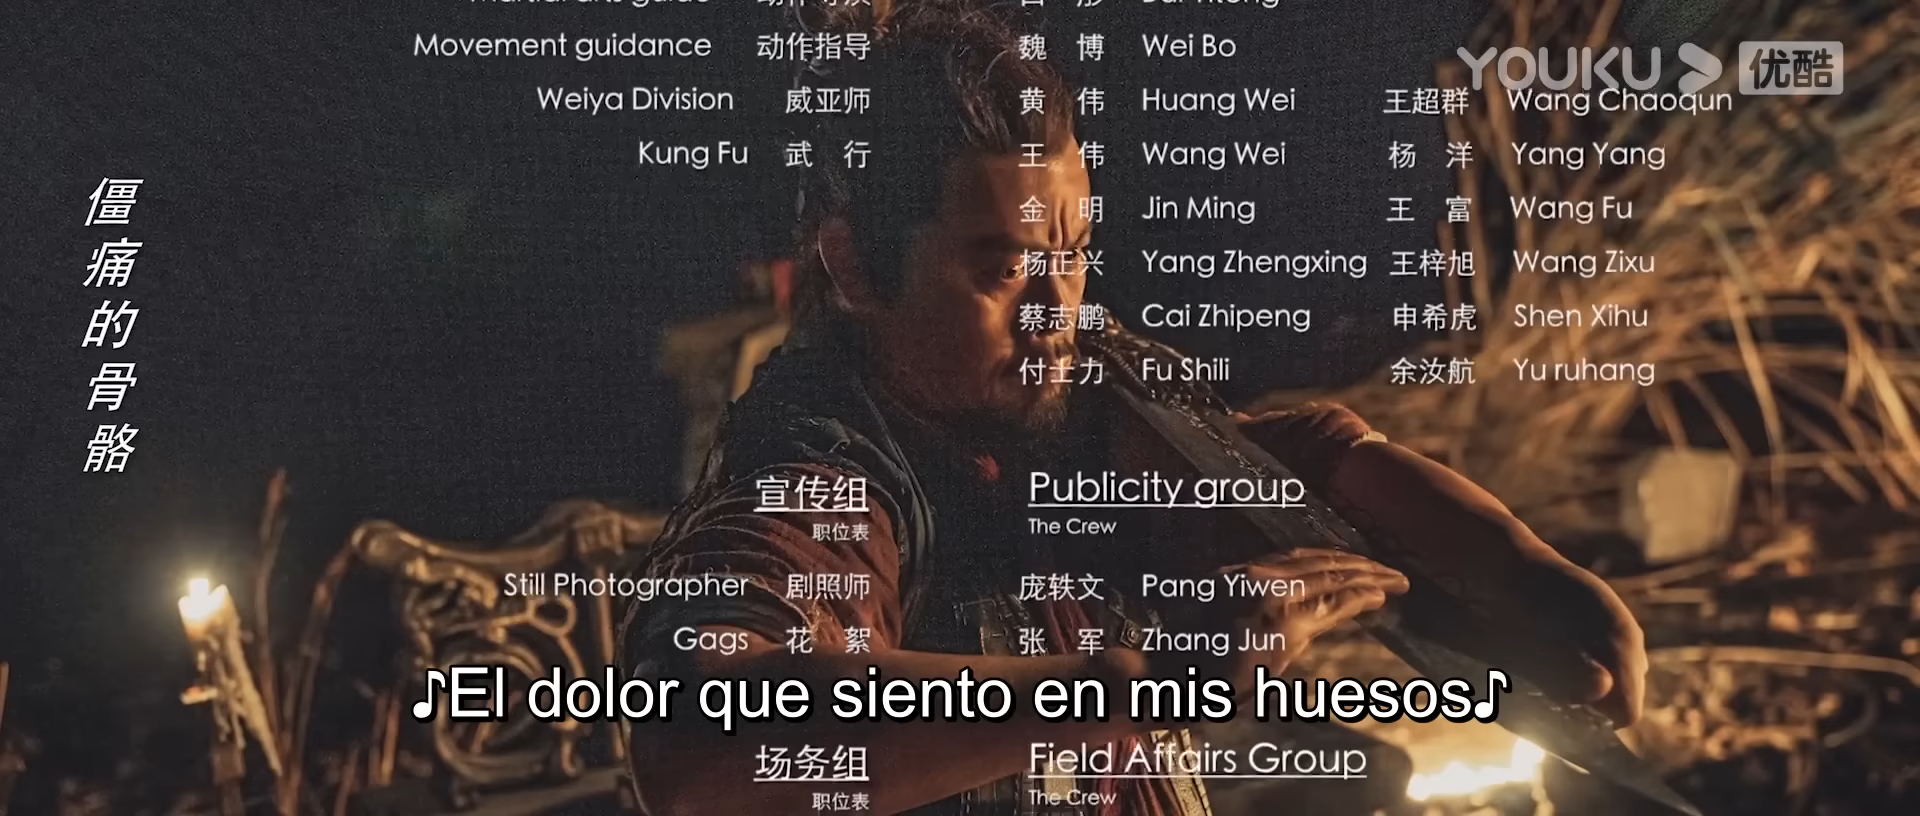 Movement guidance 动作指导 魏 博 Wei Bo
YOUKU 优酷
Weiya Division 威亚师 黄 伟 Huang Wei 王超群 Wang Chaoqun
Kung Fu 武 行 王 伟 Wang Wei 杨 洋 Yang Yang
金 明 Jin Ming 王 富 Wang Fu
杨正兴 Yang Zhengxing 王梓旭 Wang Zixu
蔡志鹏 Cai Zhipeng 申希虎 Shen Xihu
付士力 Fu Shili 余汝航 Yu ruhang
僵痛的骨骼
宣传组 Publicity group
职位表 The Crew
Still Photographer 剧照师 庞轶文 Pang Yiwen
Gags 花 絮 张 军 Zhang Jun
♪El dolor que siento en mis huesos♪
场务组 Field Affairs Group
职位表 The Crew